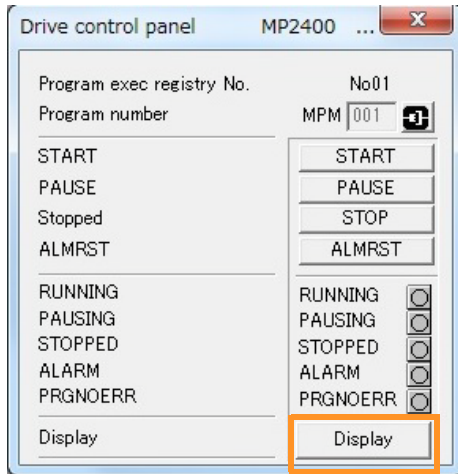 Drive control panel MP2400 ...
Program exec registry No. No01
Program number MPM 001
START START
PAUSE PAUSE
Stopped STOP
ALMRST ALMRST
RUNNING RUNNING
PAUSING PAUSING
STOPPED STOPPED
ALARM ALARM
PRGNOERR PRGNOERR
Display Display